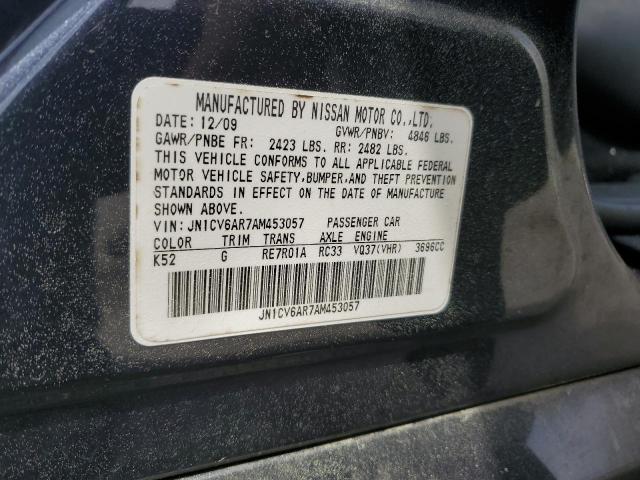 MANUFACTURED BY NISSAN MOTOR CO.,LTD.
DATE: 12/09 GVWR/PNBV: 4846 LBS.
GAWR/PNBE FR: 2423 LBS. RR: 2482 LBS.
THIS VEHICLE CONFORMS TO ALL APPLICABLE FEDERAL
MOTOR VEHICLE SAFETY,BUMPER,AND THEFT PREVENTION
STANDARDS IN EFFECT ON THE DATE OF MANUFACTURE
SHOWN ABOVE.
VIN: JN1CV6AR7AM453057 PASSENGER CAR
COLOR TRIM TRANS AXLE ENGINE
K52 G RE7R01A RC33 VQ37(VHR) 3696CC
JN1CV6AR7AM453057